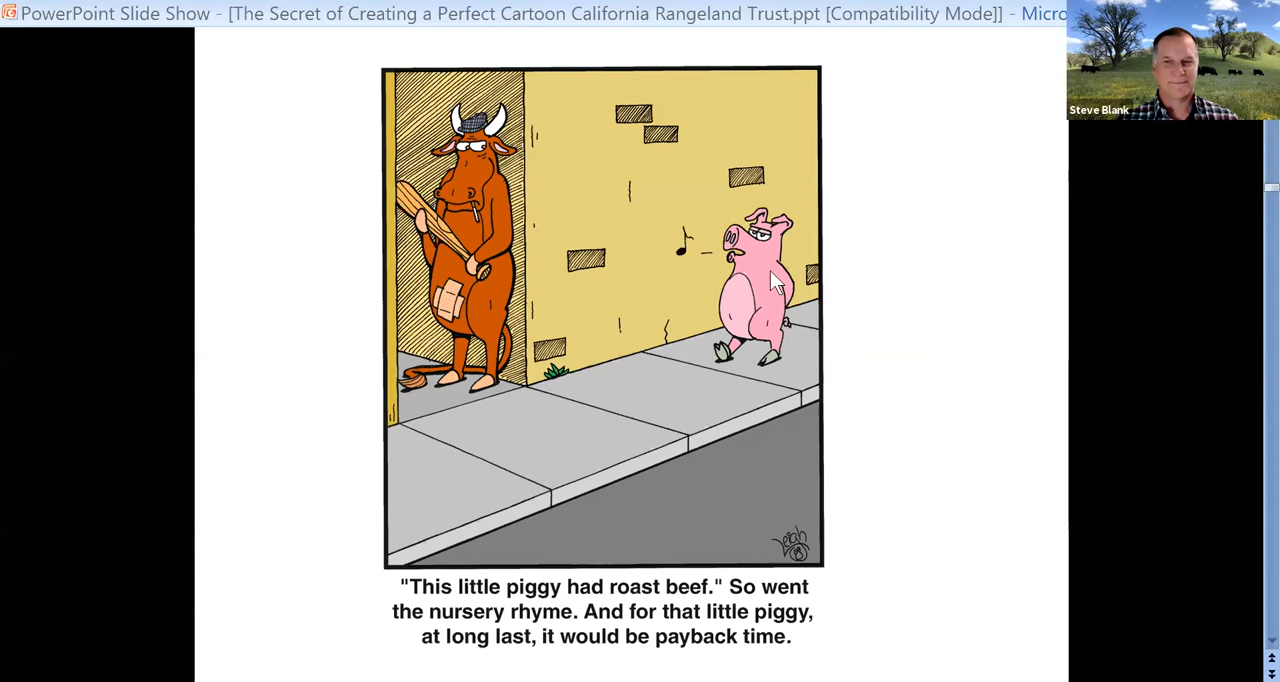 PowerPoint Slide Show - [The Secret of Creating a Perfect Cartoon California Rangeland Trust.ppt [Compatibility Mode]] - Micro
Steve Blank
Leigh
"This little piggy had roast beef." So went
the nursery rhyme. And for that little piggy,
at long last, it would be payback time.